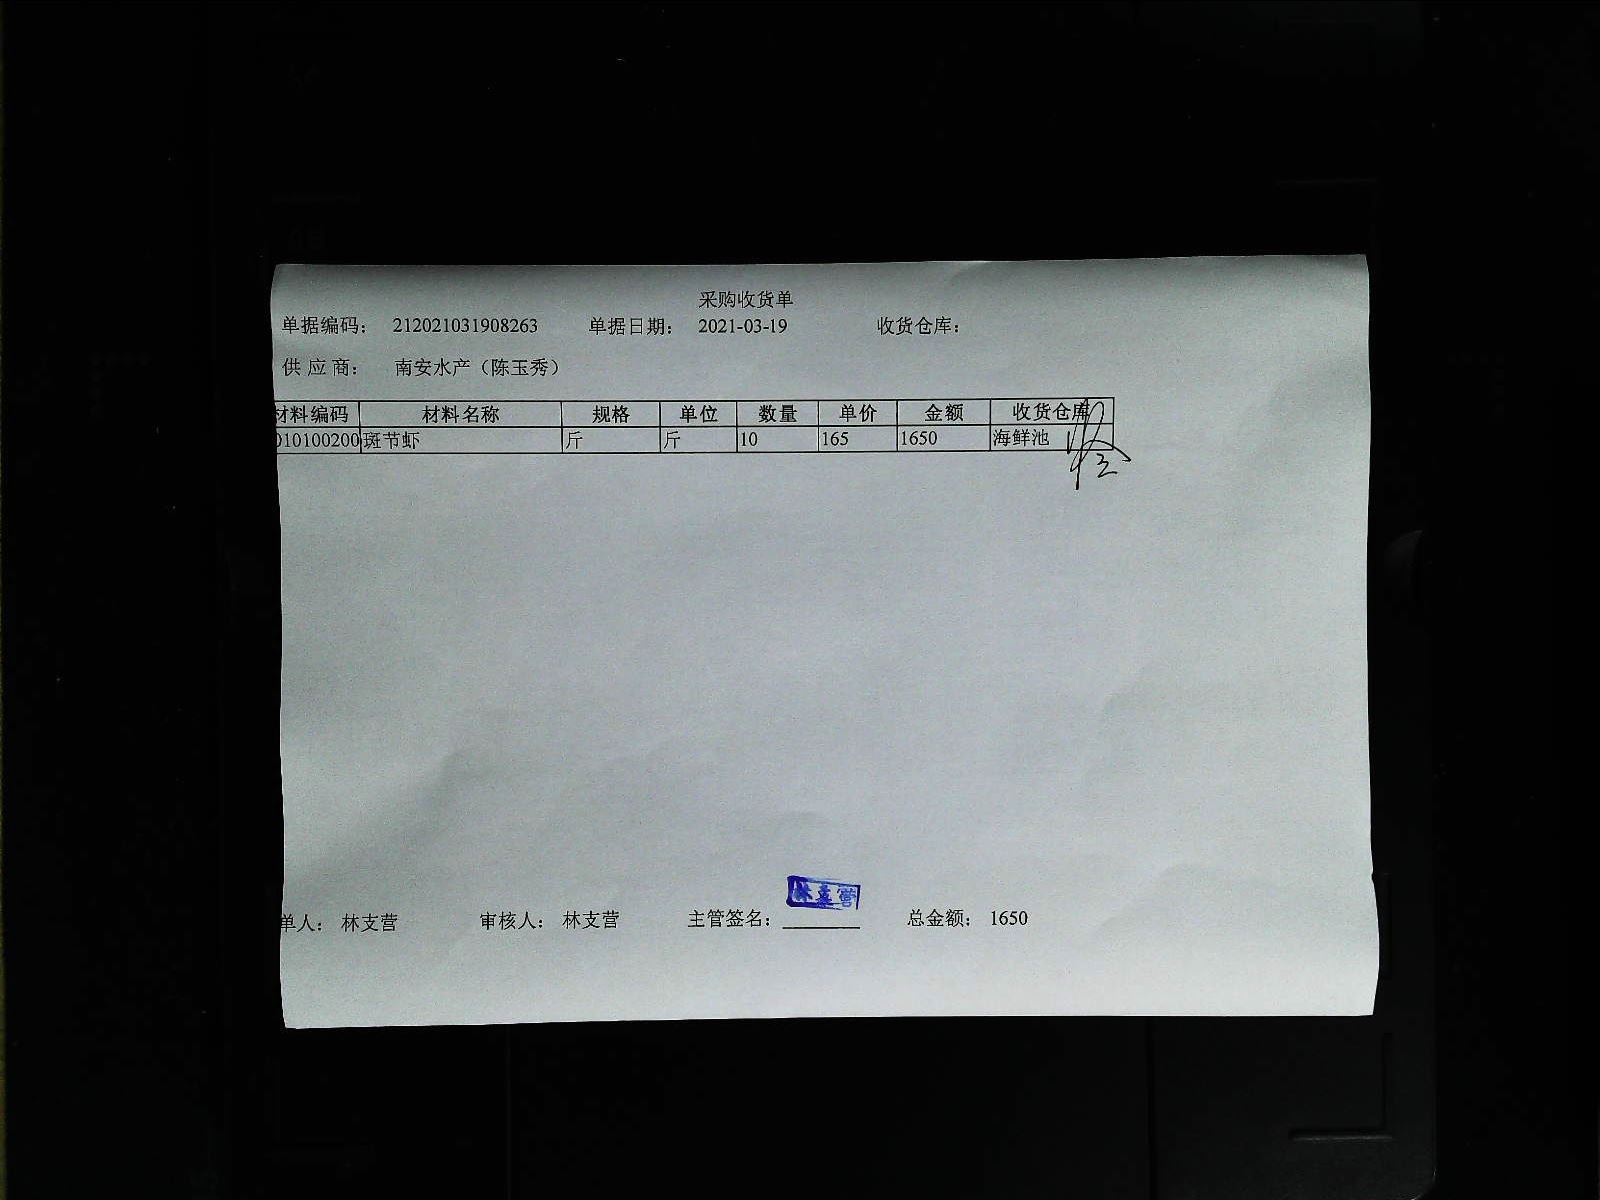 采购收货单
单据编码： 212021031908263 单据日期： 2021-03-19 收货仓库：
供 应 商： 南安水产（陈玉秀）
材料编码 材料名称 规格 单位 数量 单价 金额 收货仓库
010100200 斑节虾 斤 斤 10 165 1650 海鲜池
林孟营
单人： 林支营 审核人： 林支营 主管签名： 总金额： 1650